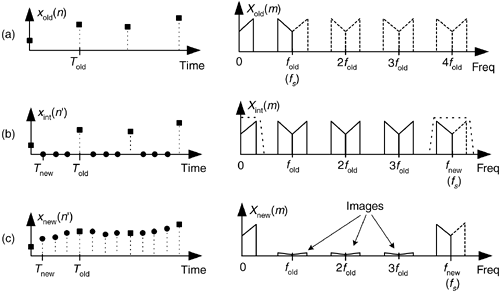 (a)
x_old(n)
T_old
Time
X_old(m)
0
f_old
(f_s)
2f_old
3f_old
4f_old
Freq
(b)
x_int(n')
T_new
T_old
Time
X_int(m)
0
f_old
2f_old
3f_old
f_new
(f_s)
Freq
(c)
x_new(n')
T_new
T_old
Time
X_new(m)
Images
0
f_old
2f_old
3f_old
f_new
(f_s)
Freq